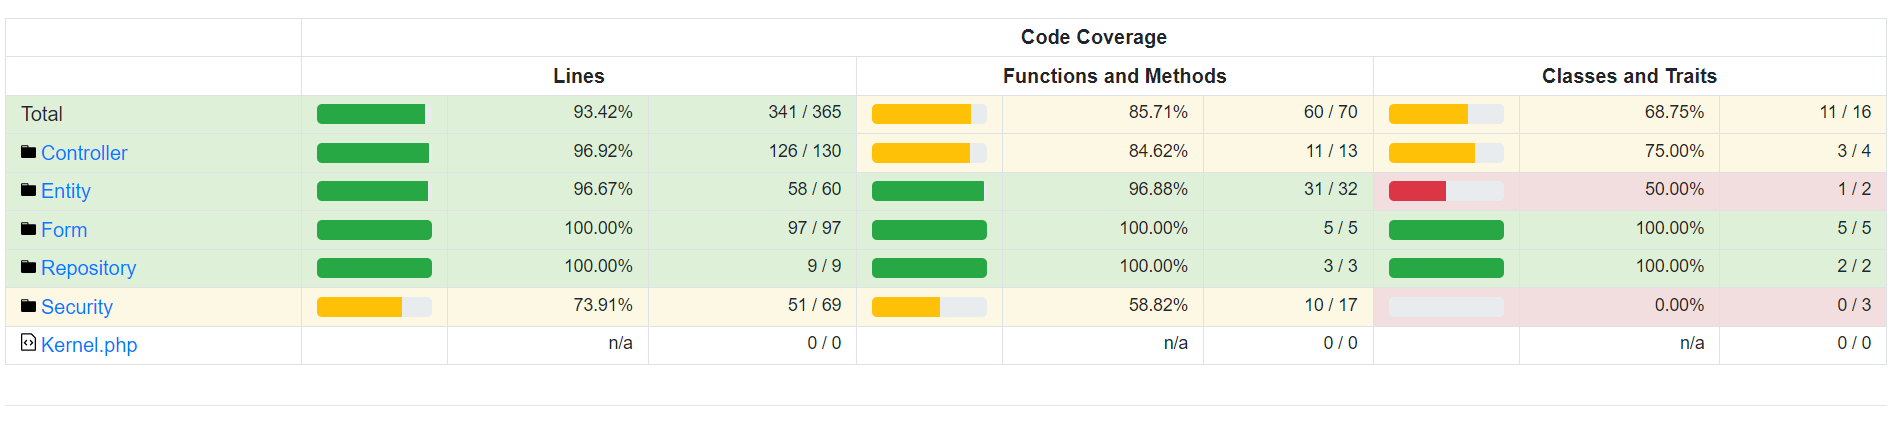 Code Coverage
Lines Functions and Methods Classes and Traits
Total 93.42% 341 / 365 85.71% 60 / 70 68.75% 11 / 16
Controller 96.92% 126 / 130 84.62% 11 / 13 75.00% 3 / 4
Entity 96.67% 58 / 60 96.88% 31 / 32 50.00% 1 / 2
Form 100.00% 97 / 97 100.00% 5 / 5 100.00% 5 / 5
Repository 100.00% 9 / 9 100.00% 3 / 3 100.00% 2 / 2
Security 73.91% 51 / 69 58.82% 10 / 17 0.00% 0 / 3
Kernel.php n/a 0 / 0 n/a 0 / 0 n/a 0 / 0